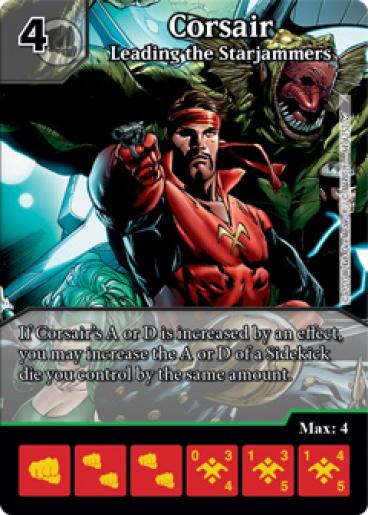 4
Corsair
Leading the Starjammers
If Corsair's A or D is increased by an effect,
you may increase the A or D of a Sidekick
die you control by the same amount.
Max: 4
0 3 1 3 1 4
4 5 5